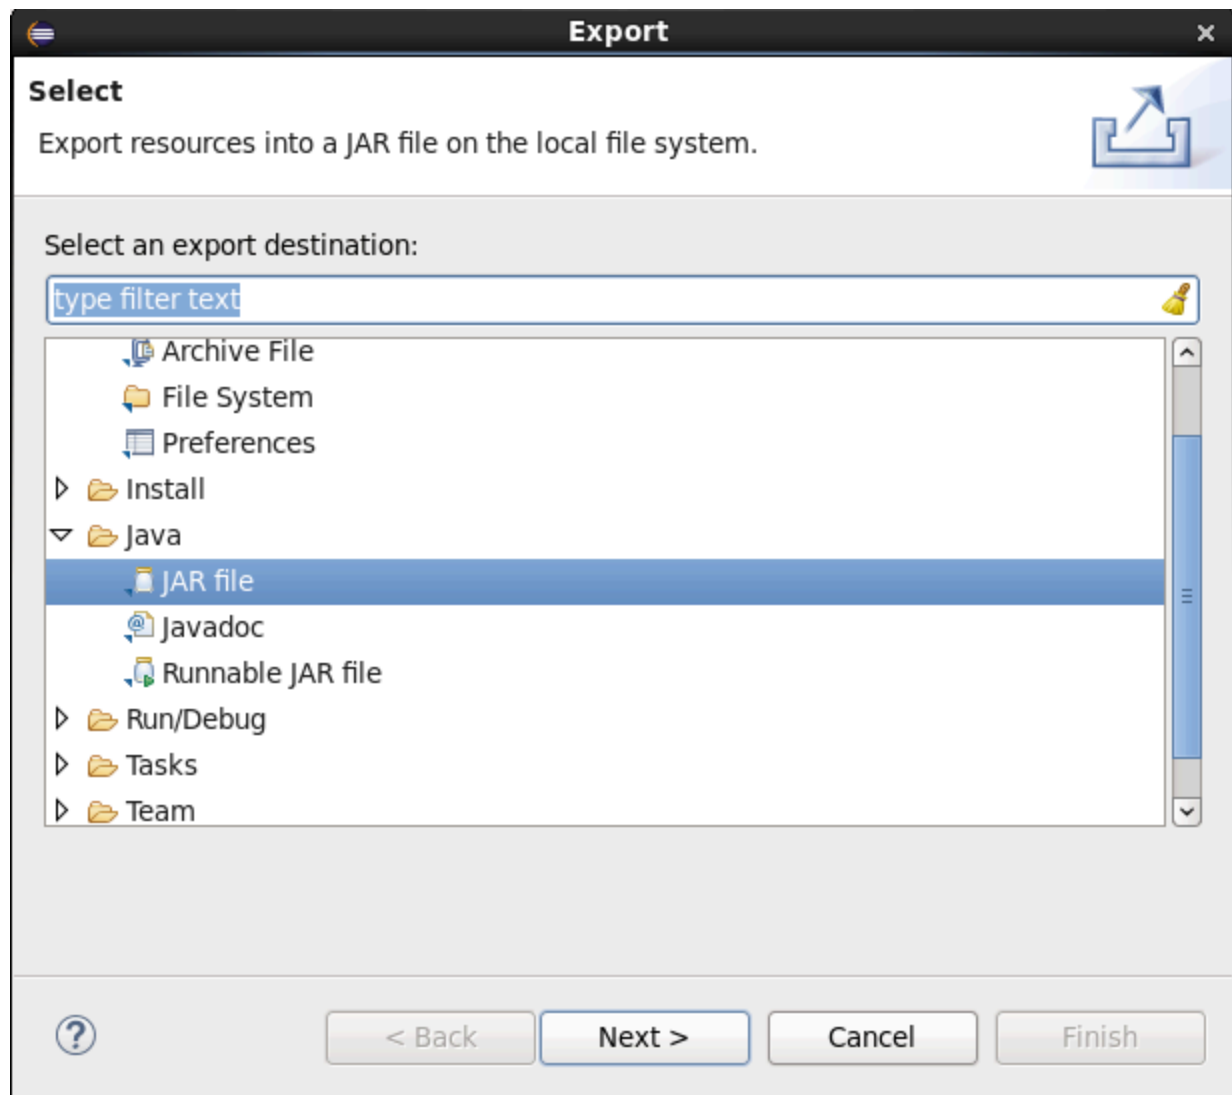 Export
Select
Export resources into a JAR file on the local file system.
Select an export destination:
type filter text
Archive File
File System
Preferences
Install
Java
JAR file
Javadoc
Runnable JAR file
Run/Debug
Tasks
Team
< Back
Next >
Cancel
Finish